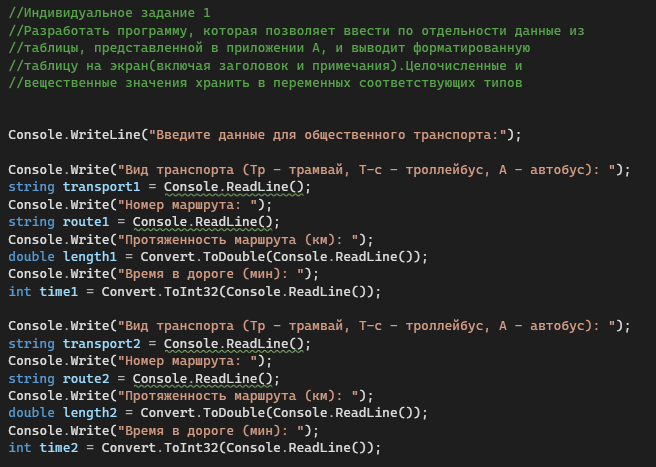 //Индивидуальное задание 1
//Разработать программу, которая позволяет ввести по отдельности данные из
//таблицы, представленной в приложении А, и выводит форматированную
//таблицу на экран(включая заголовок и примечания).Целочисленные и
//вещественные значения хранить в переменных соответствующих типов
Console.WriteLine("Введите данные для общественного транспорта:");
Console.Write("Вид транспорта (Тр - трамвай, Т-с - троллейбус, А - автобус): ");
string transport1 = Console.ReadLine();
Console.Write("Номер маршрута: ");
string route1 = Console.ReadLine();
Console.Write("Протяженность маршрута (км): ");
double length1 = Convert.ToDouble(Console.ReadLine());
Console.Write("Время в дороге (мин): ");
int time1 = Convert.ToInt32(Console.ReadLine());
Console.Write("Вид транспорта (Тр - трамвай, Т-с - троллейбус, А - автобус): ");
string transport2 = Console.ReadLine();
Console.Write("Номер маршрута: ");
string route2 = Console.ReadLine();
Console.Write("Протяженность маршрута (км): ");
double length2 = Convert.ToDouble(Console.ReadLine());
Console.Write("Время в дороге (мин): ");
int time2 = Convert.ToInt32(Console.ReadLine());